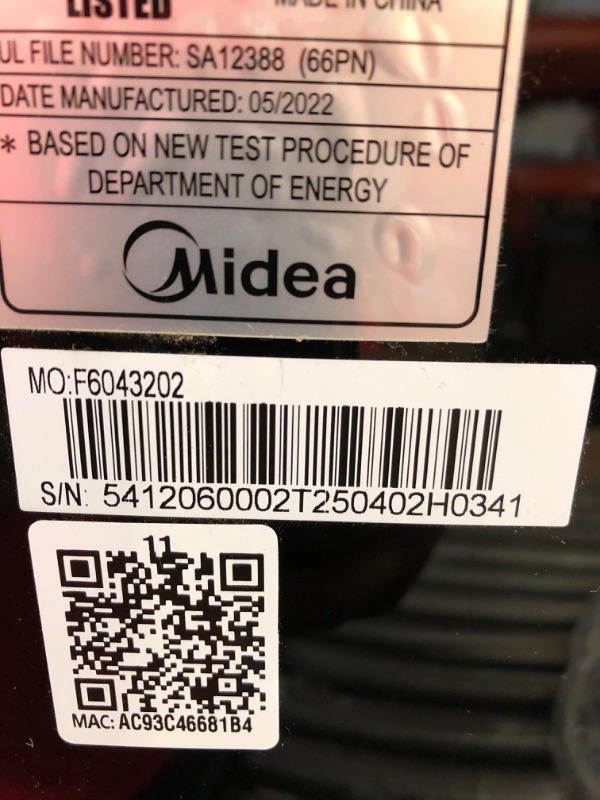 LISTED MADE IN CHINA
UL FILE NUMBER: SA12388 (66PN)
DATE MANUFACTURED: 05/2022
* BASED ON NEW TEST PROCEDURE OF
DEPARTMENT OF ENERGY
Midea
MO:F6043202
S/N: 5412060002T250402H0341
11
MAC: AC93C46681B4